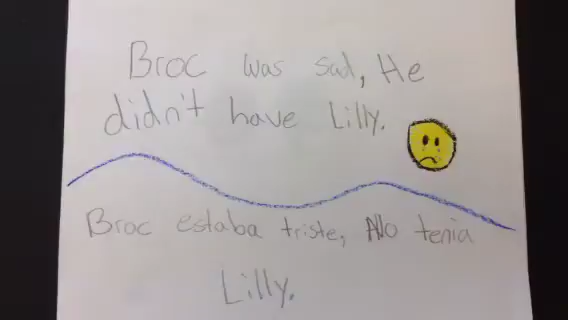 Broc was sad, He
didn't have Lilly.
Broc estaba triste, No tenia
Lilly.